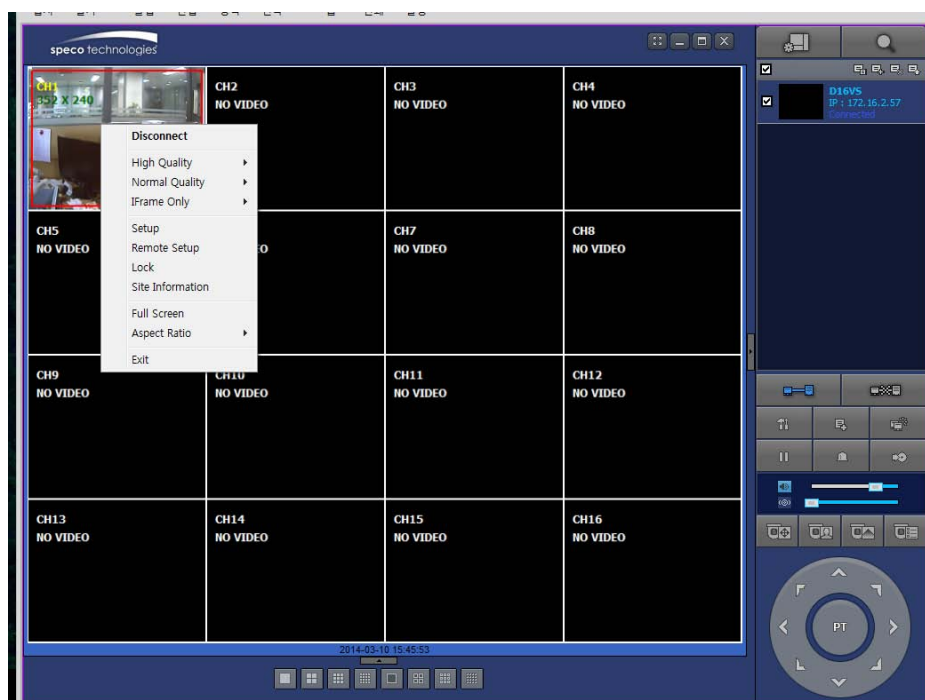 speco technologies
CH1
352 X 240
CH2
NO VIDEO
CH3
NO VIDEO
CH4
NO VIDEO
D16VS
IP : 172.16.2.57
Connected
Disconnect
High Quality
Normal Quality
IFrame Only
Setup
Remote Setup
Lock
Site Information
Full Screen
Aspect Ratio
Exit
CH5
NO VIDEO
CH7
NO VIDEO
CH8
NO VIDEO
CH9
NO VIDEO
CH10
NO VIDEO
CH11
NO VIDEO
CH12
NO VIDEO
CH13
NO VIDEO
CH14
NO VIDEO
CH15
NO VIDEO
CH16
NO VIDEO
2014-03-10 15:45:53
PT